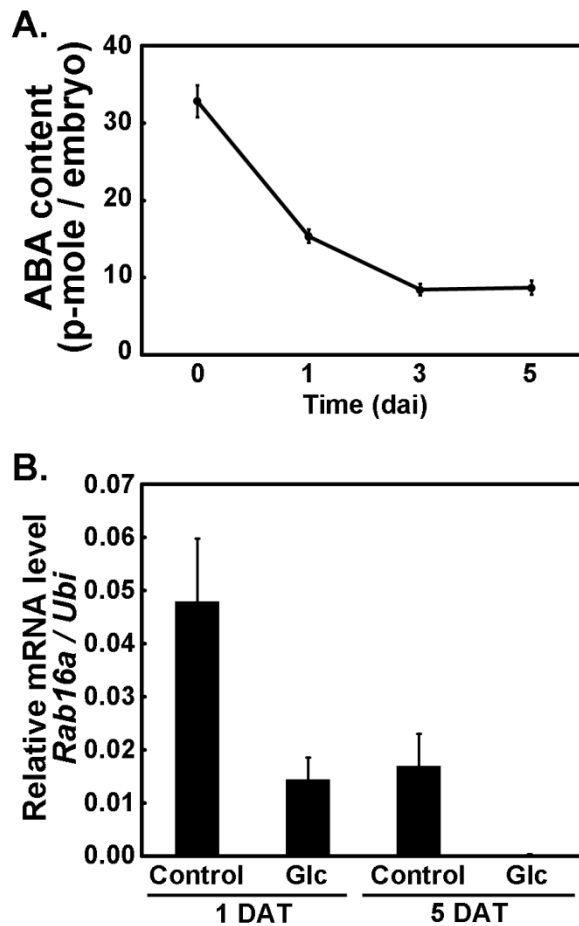 A.
ABA content
(p-mole / embryo)
40
30
20
10
0
0 1 3 5
Time (dai)
B.
Relative mRNA level
Rab16a / Ubi
0.07
0.06
0.05
0.04
0.03
0.02
0.01
0.00
Control Glc Control Glc
1 DAT 5 DAT